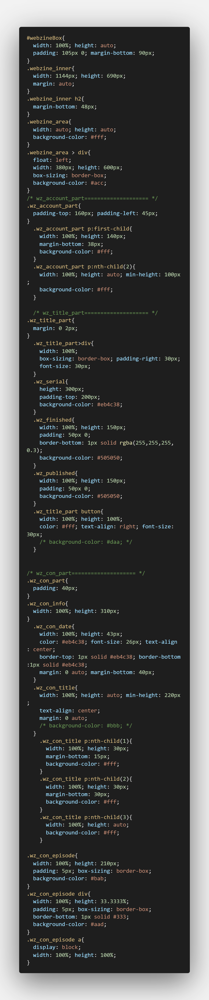 #webzineBox{
  width: 100%; height: auto;
  padding: 105px 0; margin-bottom: 90px;
}
.webzine_inner{
  width: 1144px; height: 690px;
  margin: auto;
}
.webzine_inner h2{
  margin-bottom: 48px;
}
.webzine_area{
  width: auto; height: auto;
  background-color: #fff;
}
.webzine_area > div{
  float: left;
  width: 380px; height: 600px;
  box-sizing: border-box;
  background-color: #acc;
}
/* wz_account_part==================== */
.wz_account_part{
  padding-top: 160px; padding-left: 45px;
}
  .wz_account_part p:first-child{
    width: 100%; height: 140px;
    margin-bottom: 38px;
    background-color: #fff;
  }
  .wz_account_part p:nth-child(2){
    width: 100%; height: auto; min-height: 100px
;
    background-color: #fff;
  }

  /* wz_title_part==================== */
.wz_title_part{
  margin: 0 2px;
}
  .wz_title_part>div{
    width: 100%;
    box-sizing: border-box; padding-right: 30px;
    font-size: 30px;
  }
  .wz_serial{
    height: 300px;
    padding-top: 200px;
    background-color: #eb4c38;
  }
  .wz_finished{
    width: 100%; height: 150px;
    padding: 50px 0;
    border-bottom: 1px solid rgba(255,255,255,
0.3);
    background-color: #505050;
  }
  .wz_published{
    width: 100%; height: 150px;
    padding: 50px 0;
    background-color: #505050;
  }
  .wz_title_part button{
    width: 100%; height: 100%;
    color: #fff; text-align: right; font-size:
30px;
    /* background-color: #daa; */
  }


/* wz_con_part==================== */
.wz_con_part{
  padding: 40px;
}
.wz_con_info{
  width: 100%; height: 310px;
}
  .wz_con_date{
    width: 100%; height: 43px;
    color: #eb4c38; font-size: 26px; text-align
: center;
    border-top: 1px solid #eb4c38; border-bottom
:1px solid #eb4c38;
    margin: 0 auto; margin-bottom: 40px;
  }
  .wz_con_title{
    width: 100%; height: auto; min-height: 220px
;
    text-align: center;
    margin: 0 auto;
    /* background-color: #bbb; */
  }
    .wz_con_title p:nth-child(1){
      width: 100%; height: 30px;
      margin-bottom: 15px;
      background-color: #fff;
    }
    .wz_con_title p:nth-child(2){
      width: 100%; height: 30px;
      margin-bottom: 30px;
      background-color: #fff;
    }
    .wz_con_title p:nth-child(3){
      width: 100%; height: auto;
      background-color: #fff;
    }

.wz_con_episode{
  width: 100%; height: 210px;
  padding: 5px; box-sizing: border-box;
  background-color: #bab;
}
.wz_con_episode div{
  width: 100%; height: 33.3333%;
  padding: 5px; box-sizing: border-box;
  border-bottom: 1px solid #333;
  background-color: #aad;
}
.wz_con_episode a{
  display: block;
  width: 100%; height: 100%;
}